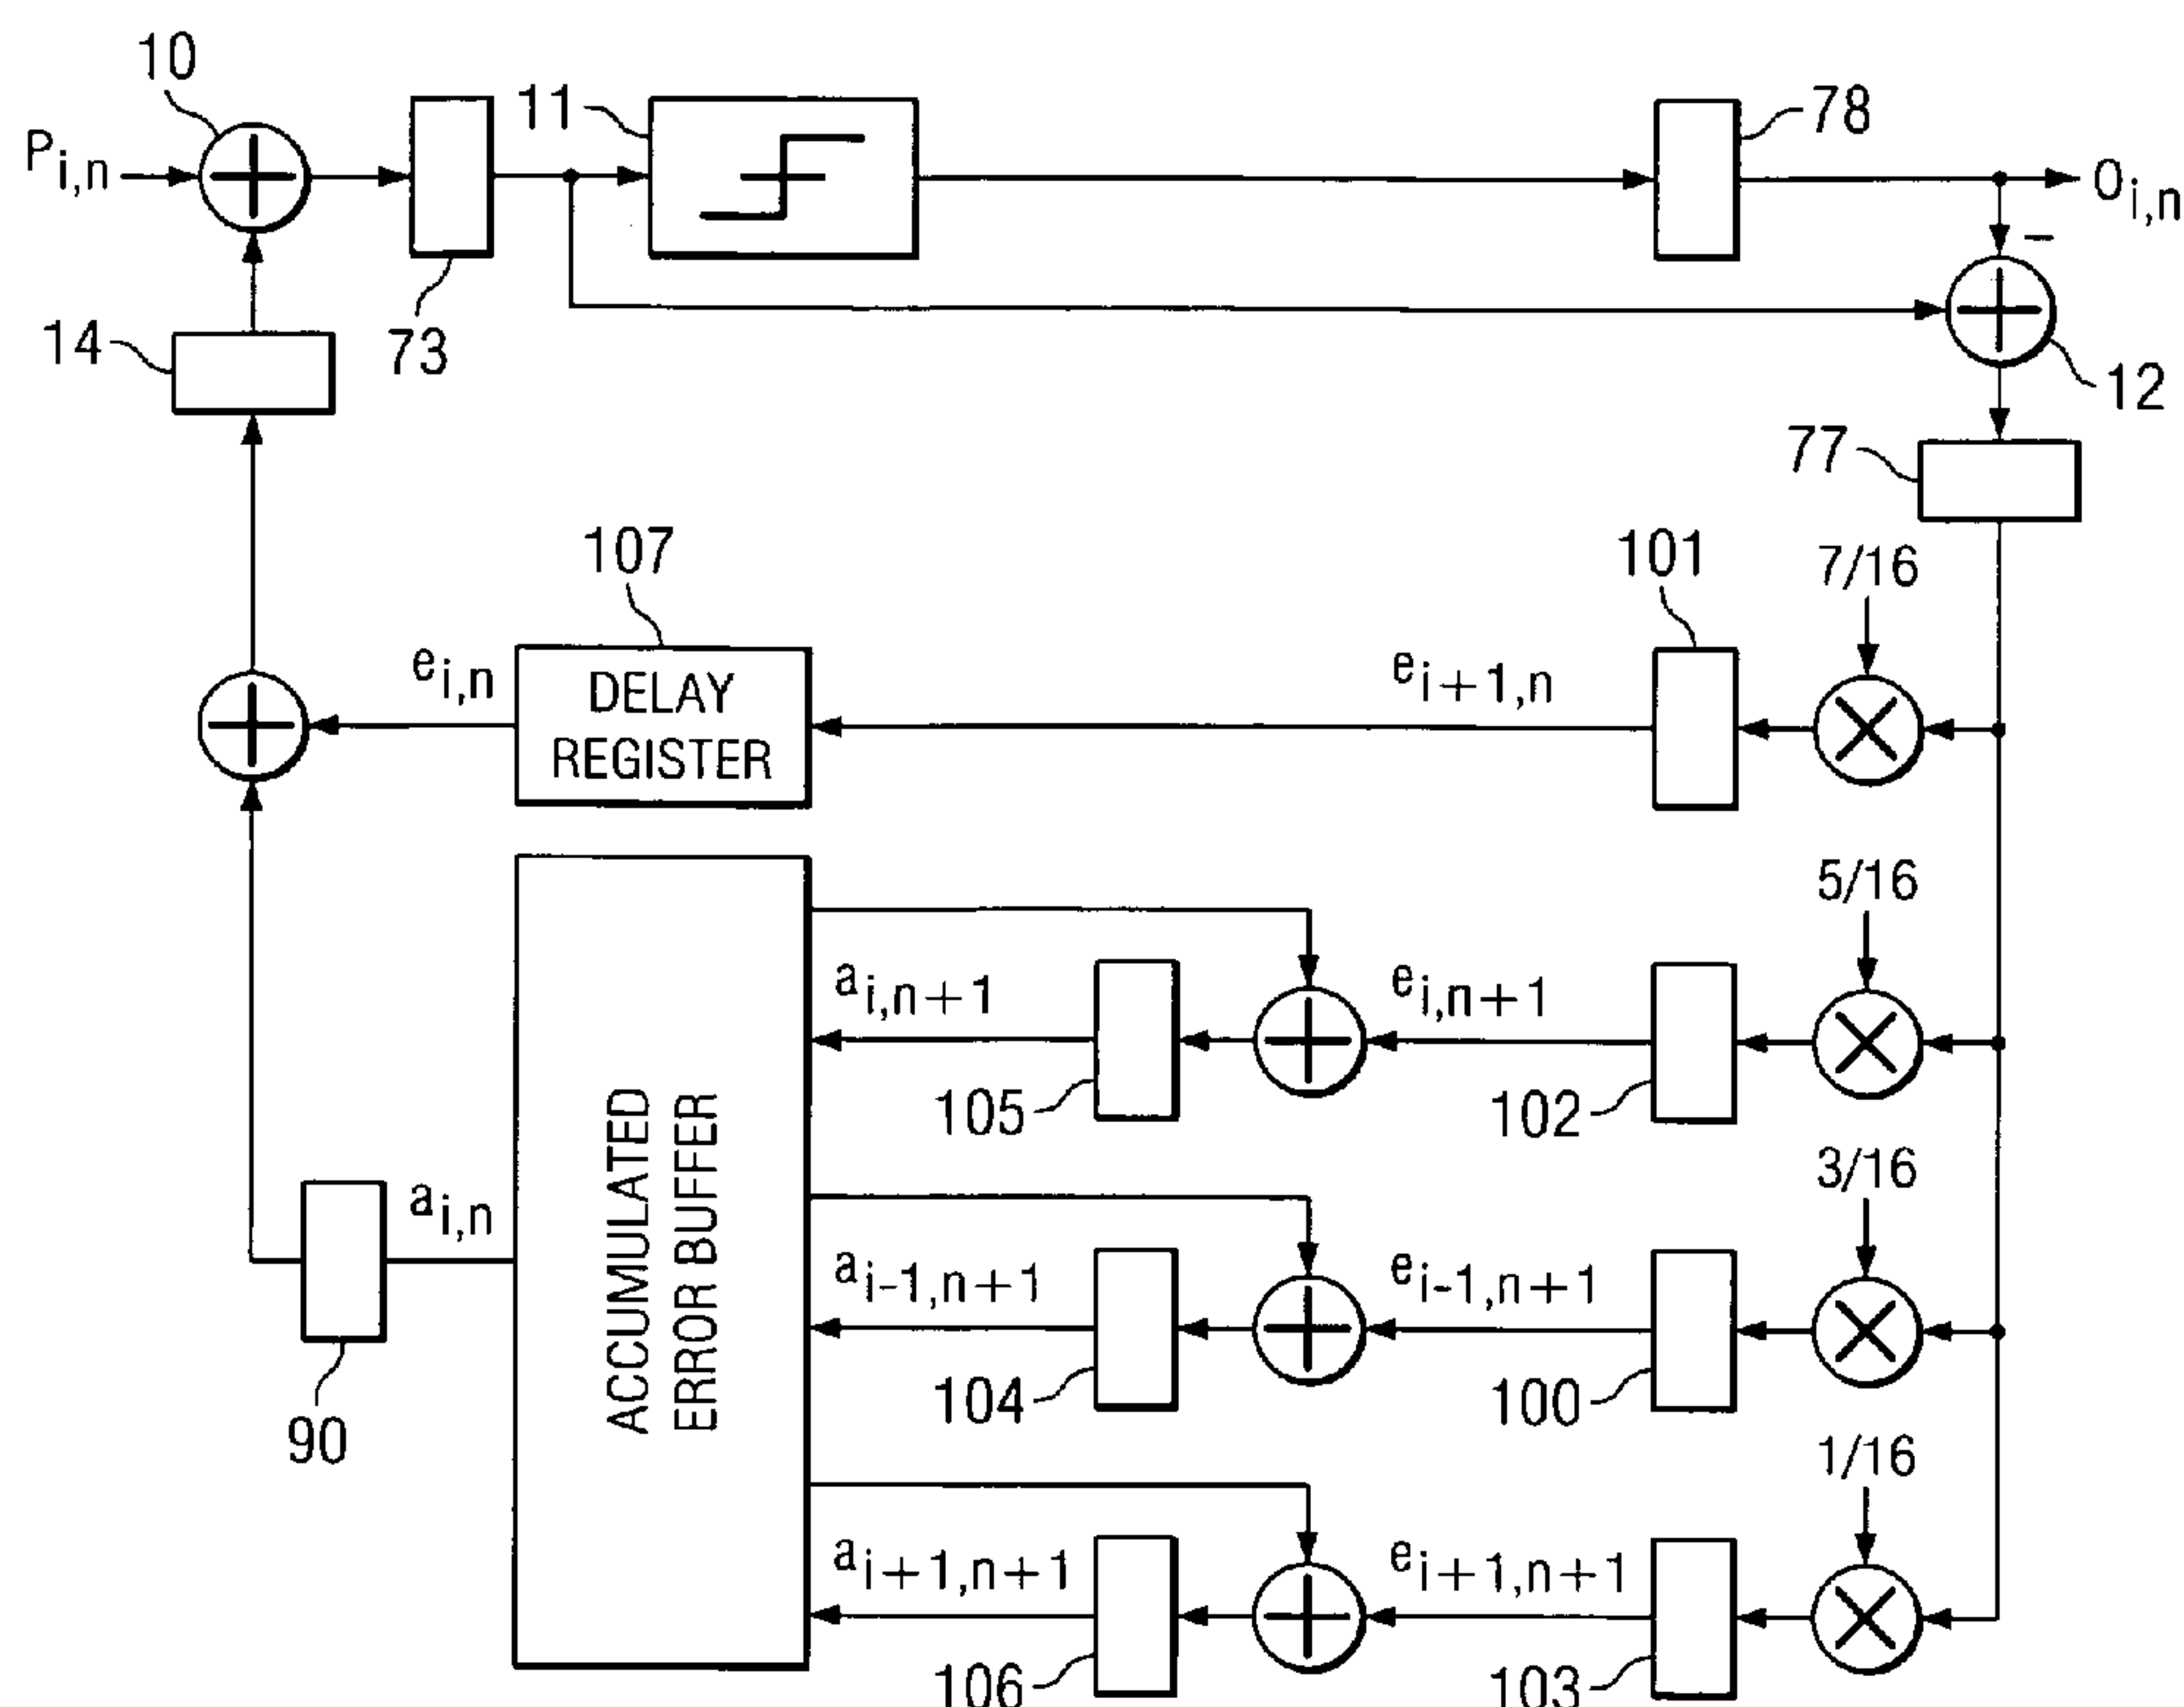 10
11
78
P i,n
O i,n
14
73
12
77
107
101
7/16
e i,n
DELAY
REGISTER
e i+1,n
5/16
a i,n+1
e i,n+1
105
102
3/16
ACCUMULATED
ERROR BUFFER
a i,n
a i-1,n+1
e i-1,n+1
90
104
100
1/16
a i+1,n+1
e i+1,n+1
106
103